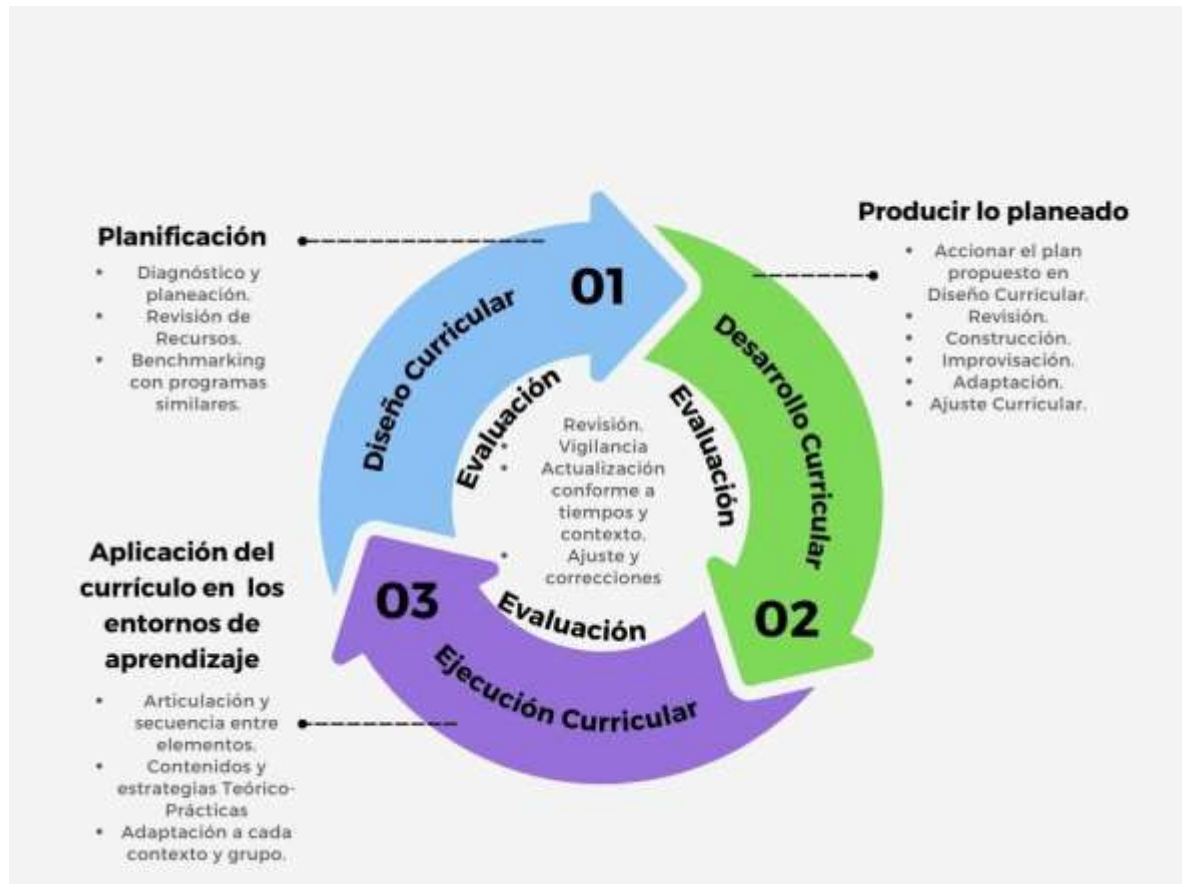 Planificación
• Diagnóstico y
planeación.
• Revisión de
Recursos.
• Benchmarking
con programas
similares.
01
Diseño Curricular
Evaluación
Producir lo planeado
• Accionar el plan
propuesto en
Diseño Curricular.
• Revisión.
• Construcción.
• Improvisación.
• Adaptación.
• Ajuste Curricular.
Desarrollo Curricular
02
Evaluación
Revisión.
• Vigilancia
• Actualización
conforme a
tiempos y
contexto.
• Ajuste y
correcciones
Evaluación
03
Ejecución Curricular
Aplicación del
currículo en los
entornos de
aprendizaje
• Articulación y
secuencia entre
elementos.
• Contenidos y
estrategias Teórico-
Prácticas
• Adaptación a cada
contexto y grupo.